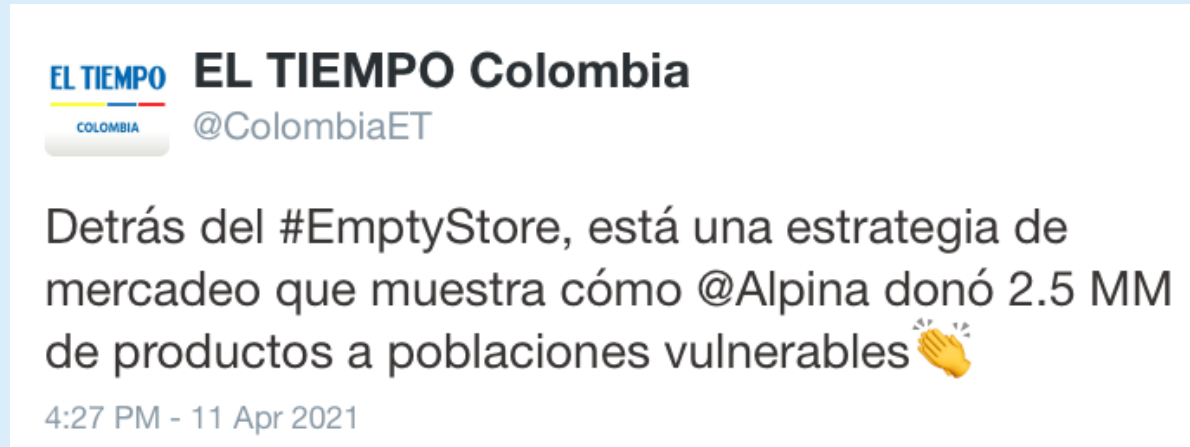 EL TIEMPO
COLOMBIA
EL TIEMPO Colombia
@ColombiaET
Detrás del #EmptyStore, está una estrategia de
mercadeo que muestra cómo @Alpina donó 2.5 MM
de productos a poblaciones vulnerables👏
4:27 PM - 11 Apr 2021